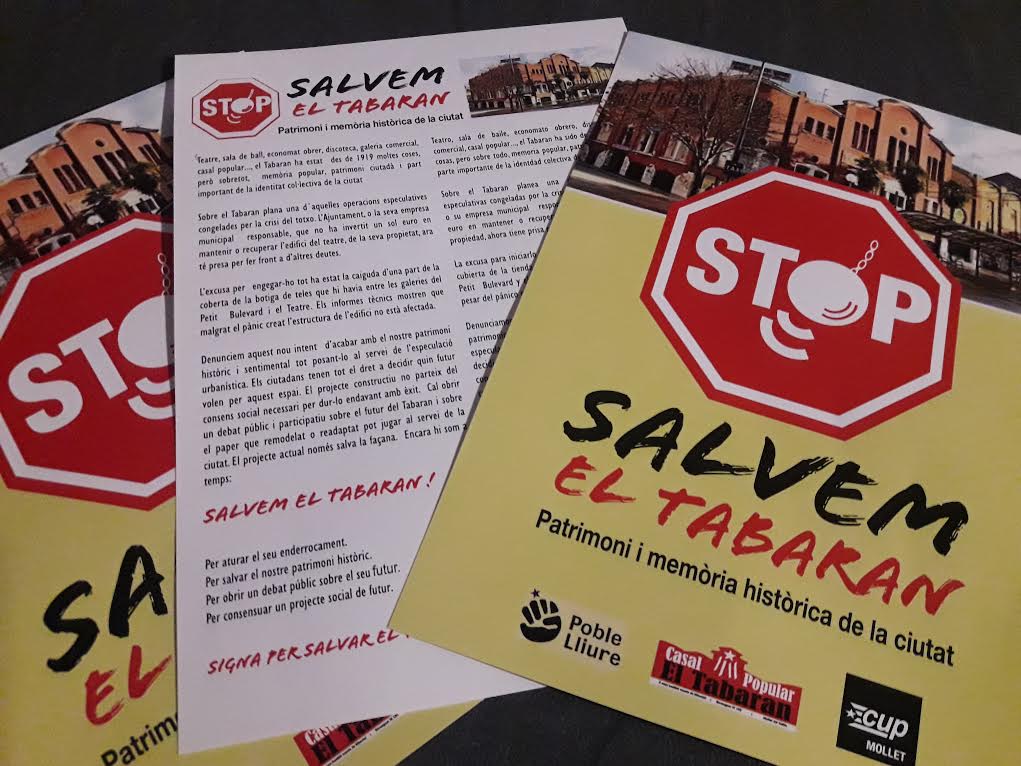 STOP
SALVEM
EL TABARAN
Patrimoni i memòria històrica de la ciutat
Teatre, sala de ball, economat obrer, discoteca, galeria comercial,
casal popular..., el Tabaran ha estat des de 1919 moltes coses,
però sobretot, memòria popular, patrimoni ciutadà i part
important de la identitat col·lectiva de la ciutat
Sobre el Tabaran plana una d'aquelles operacions especulatives
congelades per la crisi del totxo. L'Ajuntament, o la seva empresa
municipal responsable, que no ha invertit un sol euro en
mantenir o recuperar l'edifici del teatre, de la seva propietat, ara
té presa per fer front a d'altres deutes.
L'excusa per engegar-ho tot ha estat la caiguda d'una part de la
coberta de la botiga de teles que hi havia entre les galeries del
Petit Bulevard i el Teatre. Els informes tècnics mostren que
malgrat el pànic creat l'estructura de l'edifici no està afectada.
Denunciem aquest nou intent d'acabar amb el nostre patrimoni
històric i sentimental tot posant-lo al servei de l'especulació
urbanística. Els ciutadans tenen tot el dret a decidir quin futur
volen per aquest espai. El projecte constructiu no parteix del
consens social necessari per dur-lo endavant amb èxit. Cal obrir
un debat públic i participatiu sobre el futur del Tabaran i sobre
el paper que remodelat o readaptat pot jugar al servei de la
ciutat. El projecte actual només salva la façana. Encara hi som a
temps:
SALVEM EL TABARAN !
Per aturar el seu enderrocament.
Per salvar el nostre patrimoni històric.
Per obrir un debat públic sobre el seu futur.
Per consensuar un projecte social de futur.
SIGNA PER SALVAR EL
Teatro, sala de baile, economato obrero,
comercial, casal popular..., el Tabaran ha sido
cosas, pero sobre todo, memoria popular,
parte importante de la identidad colectiva
Sobre el Tabaran planea una
especulativas congeladas por la
o su empresa municipal
euro en mantener o
propiedad, ahora tiene prisa
La excusa para iniciarlo
cubierta de la tienda
Petit Bulevard y
pesar del pánico
Denunciamos
STOP
SALVEM
EL TABARAN
Patrimoni i memòria històrica de la ciutat
Poble
Lliure
Casal Popular
El Tabaran
cup
MOLLET
STO
SA
EL
Patrimo
Casal
El Tabaran